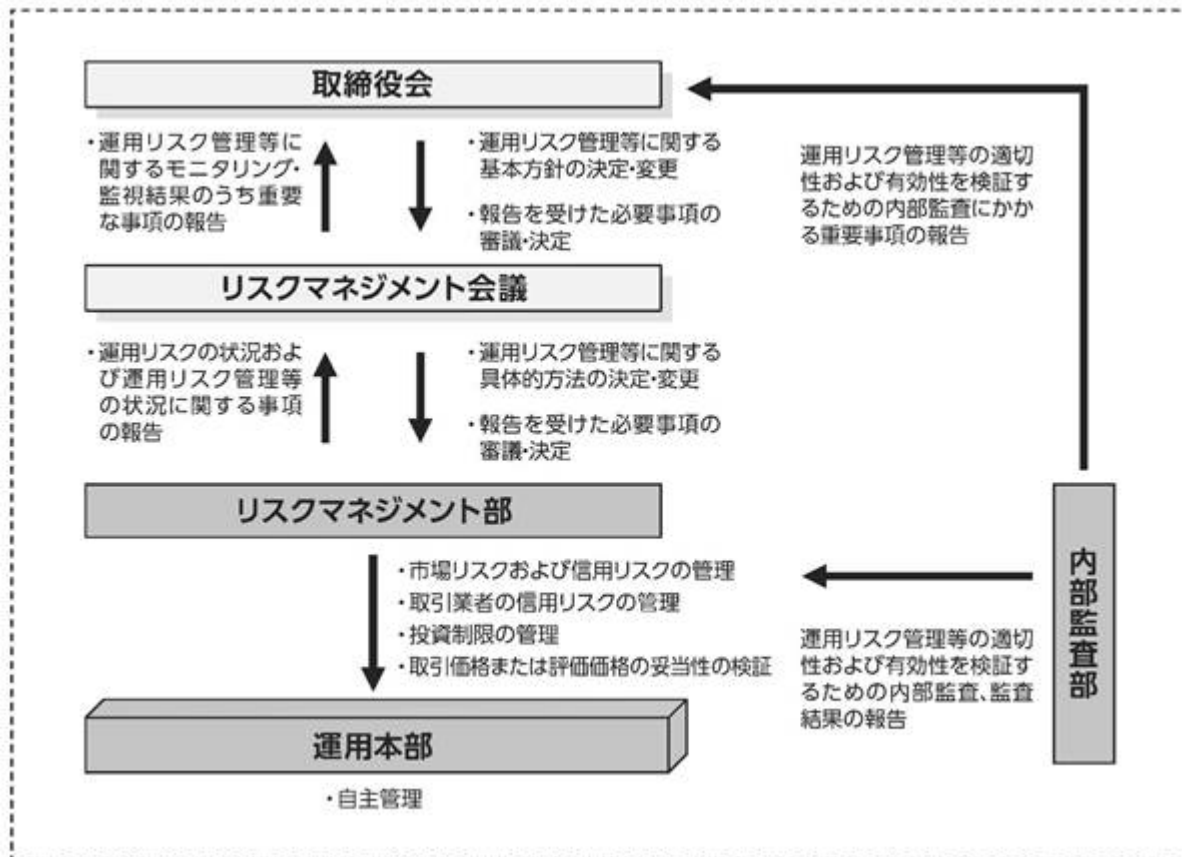 取締役会
・運用リスク管理等に
関するモニタリング・
監視結果のうち重要
な事項の報告
・運用リスク管理等に関する
基本方針の決定・変更
・報告を受けた必要事項の
審議・決定
運用リスク管理等の適切
性および有効性を検証す
るための内部監査にかか
る重要事項の報告
リスクマネジメント会議
・運用リスクの状況およ
び運用リスク管理等
の状況に関する事項
の報告
・運用リスク管理等に関する
具体的方法の決定・変更
・報告を受けた必要事項の
審議・決定
リスクマネジメント部
・市場リスクおよび信用リスクの管理
・取引業者の信用リスクの管理
・投資制限の管理
・取引価格または評価価格の妥当性の検証
内部監査部
運用リスク管理等の適切
性および有効性を検証す
るための内部監査、監査
結果の報告
運用本部
・自主管理